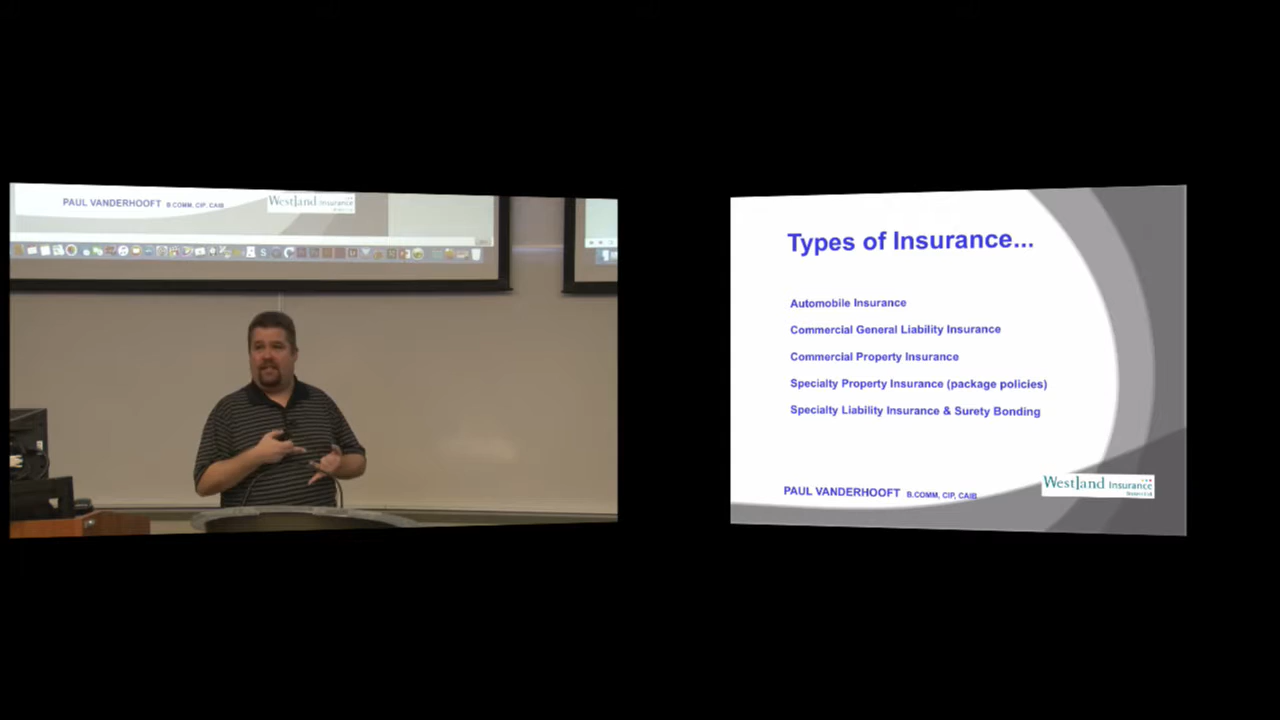 PAUL VANDERHOOFT B.COMM, CIP, CAIB
Westland Insurance
Types of Insurance...
Automobile Insurance
Commercial General Liability Insurance
Commercial Property Insurance
Specialty Property Insurance (package policies)
Specialty Liability Insurance & Surety Bonding
PAUL VANDERHOOFT B.COMM, CIP, CAIB
Westland Insurance